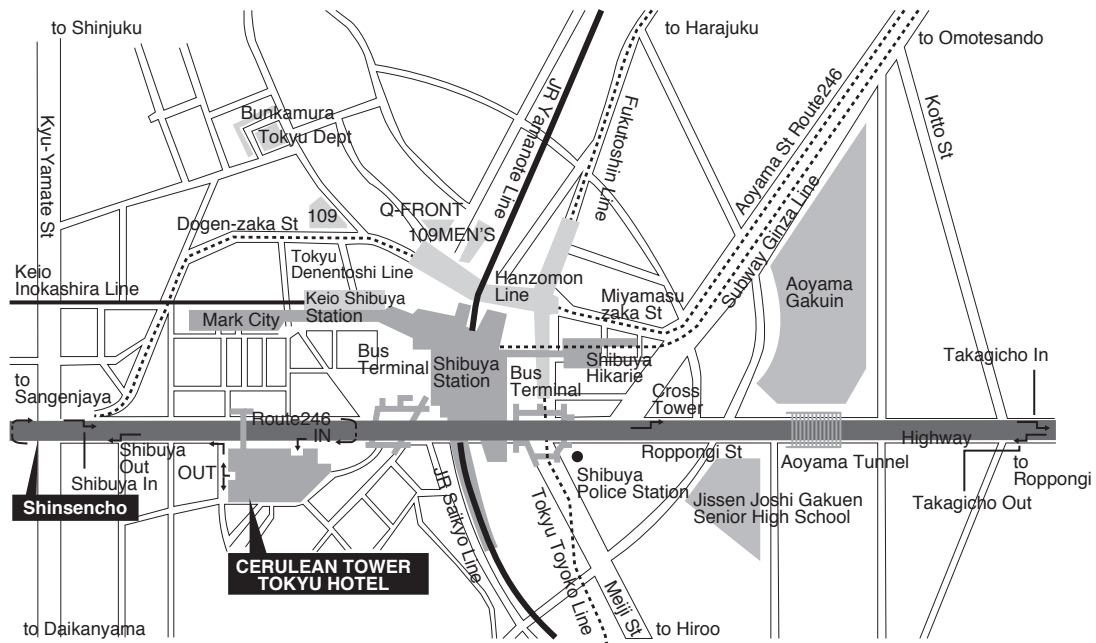 to Shinjuku
to Harajuku
to Omotesando
Kyu-Yamate St
Bunkamura
Tokyu Dept
JR Yamanote Line
Fukutoshin Line
Aoyama St Route246
Subway Ginza Line
Kotto St
Dogen-zaka St
109
Q-FRONT
109MEN'S
Tokyu
Denentoshi Line
Keio
Inokashira Line
Keio Shibuya
Station
Mark City
Hanzomon
Line
Miyamasu
zaka St
Aoyama
Gakuin
Bus
Terminal
Shibuya
Station
Bus
Terminal
Shibuya
Hikarie
Cross
Tower
Takagicho In
to
Sangenjaya
Route246
IN
Shibuya
Out
Shibuya In
OUT
Highway
Roppongi St
Aoyama Tunnel
to
Roppongi
Takagicho Out
Shibuya
Police Station
Jissen Joshi Gakuen
Senior High School
Shinsencho
CERULEAN TOWER
TOKYU HOTEL
JR Saikyo Line
Tokyu Toyoko Line
Meiji St
to Daikanyama
to Hiroo